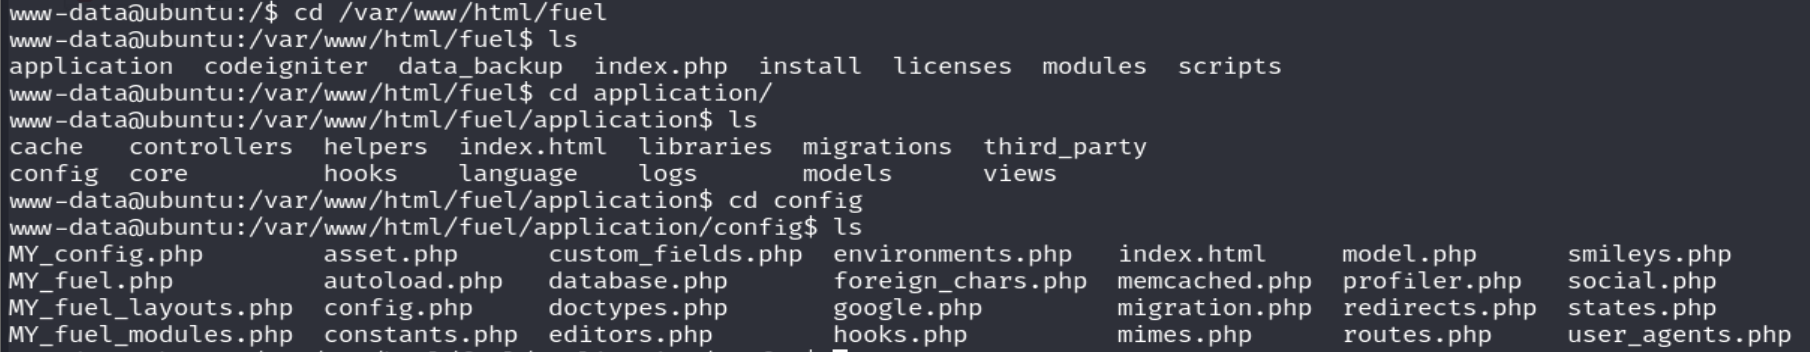 www-data@ubuntu:/$ cd /var/www/html/fuel
www-data@ubuntu:/var/www/html/fuel$ ls
application  codeigniter  data_backup  index.php  install  licenses  modules  scripts
www-data@ubuntu:/var/www/html/fuel$ cd application/
www-data@ubuntu:/var/www/html/fuel/application$ ls
cache   controllers  helpers  index.html  libraries  migrations  third_party
config  core         hooks    language    logs       models      views
www-data@ubuntu:/var/www/html/fuel/application$ cd config
www-data@ubuntu:/var/www/html/fuel/application/config$ ls
MY_config.php        asset.php      custom_fields.php  environments.php   index.html     model.php      smileys.php
MY_fuel.php          autoload.php   database.php       foreign_chars.php  memcached.php  profiler.php   social.php
MY_fuel_layouts.php  config.php     doctypes.php       google.php         migration.php  redirects.php  states.php
MY_fuel_modules.php  constants.php  editors.php        hooks.php          mimes.php      routes.php     user_agents.php